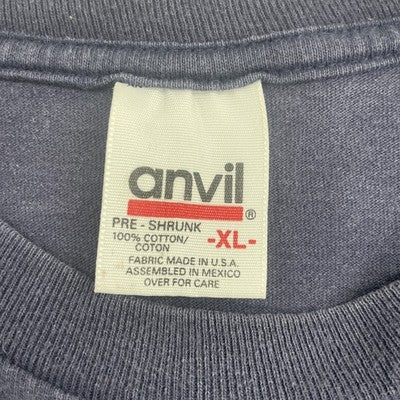 anvil®
PRE - SHRUNK
100% COTTON/
COTON
-XL-
FABRIC MADE IN U.S.A
ASSEMBLED IN MEXICO
OVER FOR CARE